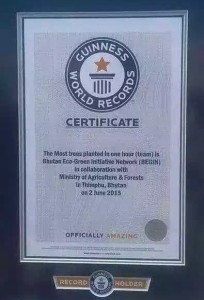 GUINNESS
WORLD RECORDS
CERTIFICATE
The Most trees planted in one hour (team) is
Bhutan Eco-Green Initiative Network (BEGIN)
in collaboration with
Ministry of Agriculture & Forests
in Thimphu, Bhutan
on 2 June 2015
OFFICIALLY AMAZING
RECORD HOLDER